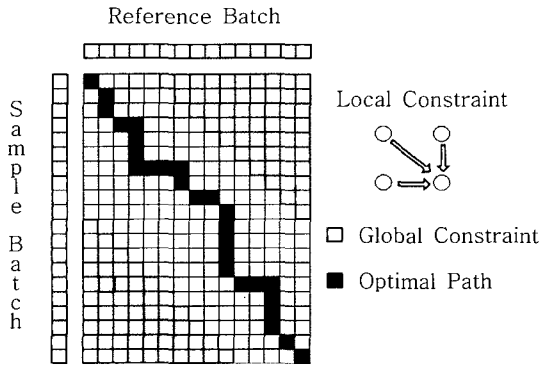 Reference Batch
Sample Batch
Local Constraint
Global Constraint
Optimal Path